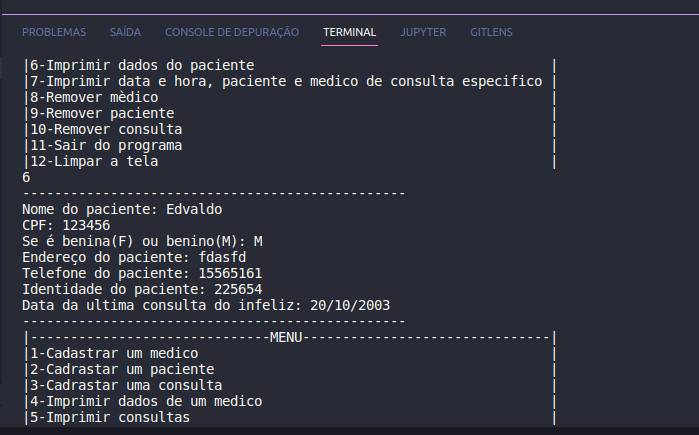 PROBLEMAS SAÍDA CONSOLE DE DEPURAÇÃO TERMINAL JUPYTER GITLENS
|6-Imprimir dados do paciente |
|7-Imprimir data e hora, paciente e medico de consulta especifico |
|8-Remover mèdico |
|9-Remover paciente |
|10-Remover consulta |
|11-Sair do programa |
|12-Limpar a tela |
6
------------------------------------------------
Nome do paciente: Edvaldo
CPF: 123456
Se é benina(F) ou benino(M): M
Endereço do paciente: fdasfd
Telefone do paciente: 15565161
Identidade do paciente: 225654
Data da ultima consulta do infeliz: 20/10/2003
------------------------------------------------
|------------------------------MENU-------------------------------|
|1-Cadastrar um medico |
|2-Cadrastar um paciente |
|3-Cadrastar uma consulta |
|4-Imprimir dados de um medico |
|5-Imprimir consultas |